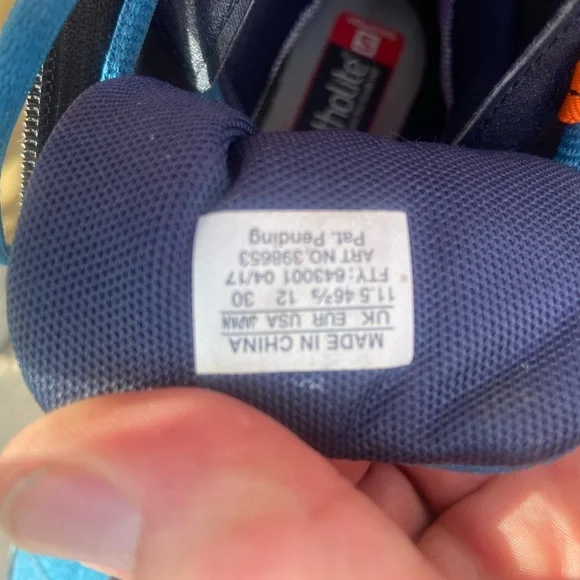 MADE IN CHINA
UK EUR USA JAPAN
11.5 46⅔ 12 30
FTY: 643001 04/17
ART NO.398653
Pat. Pending
tholite